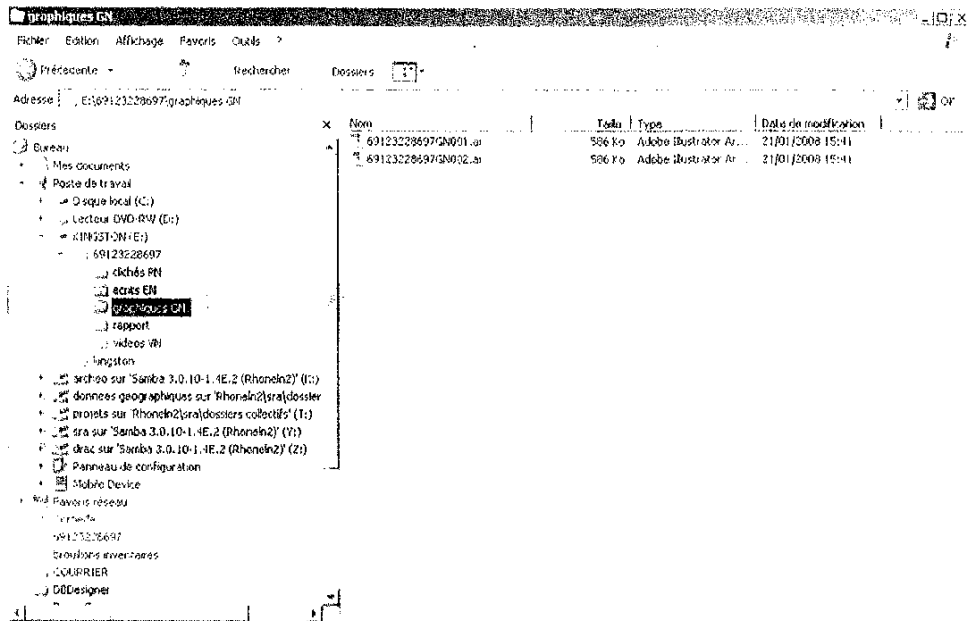 graphiques GN
Fichier Edition Affichage Favoris Outils ?
Précédente Rechercher Dossiers
Adresse E:\69123228697\graphiques GN OK
Dossiers × Nom Taille Type Date de modification
Bureau 69123228697GN001.ai 586 Ko Adobe Illustrator Ar... 21/01/2008 15:41
Mes documents 69123228697GN002.ai 586 Ko Adobe Illustrator Ar... 21/01/2008 15:41
Poste de travail
Disque local (C:)
Lecteur DVD-RW (D:)
KINGSTON (E:)
69123228697
clichés PN
écrits EN
graphiques GN
rapport
videos VN
kingston
archeo sur 'Samba 3.0.10-1.4E.2 (Rhonein2)'
donnees geographiques sur 'Rhonein2\sra\dossier
projets sur 'Rhonein2\sra\dossiers collectifs' (T:)
sra sur 'Samba 3.0.10-1.4E.2 (Rhonein2)' (Y:)
drac sur 'Samba 3.0.10-1.4E.2 (Rhonein2)' (Z:)
Panneau de configuration
Mobile Device
Favoris réseau
69123228697
brouillons inventaires
COURRIER
DBDesigner